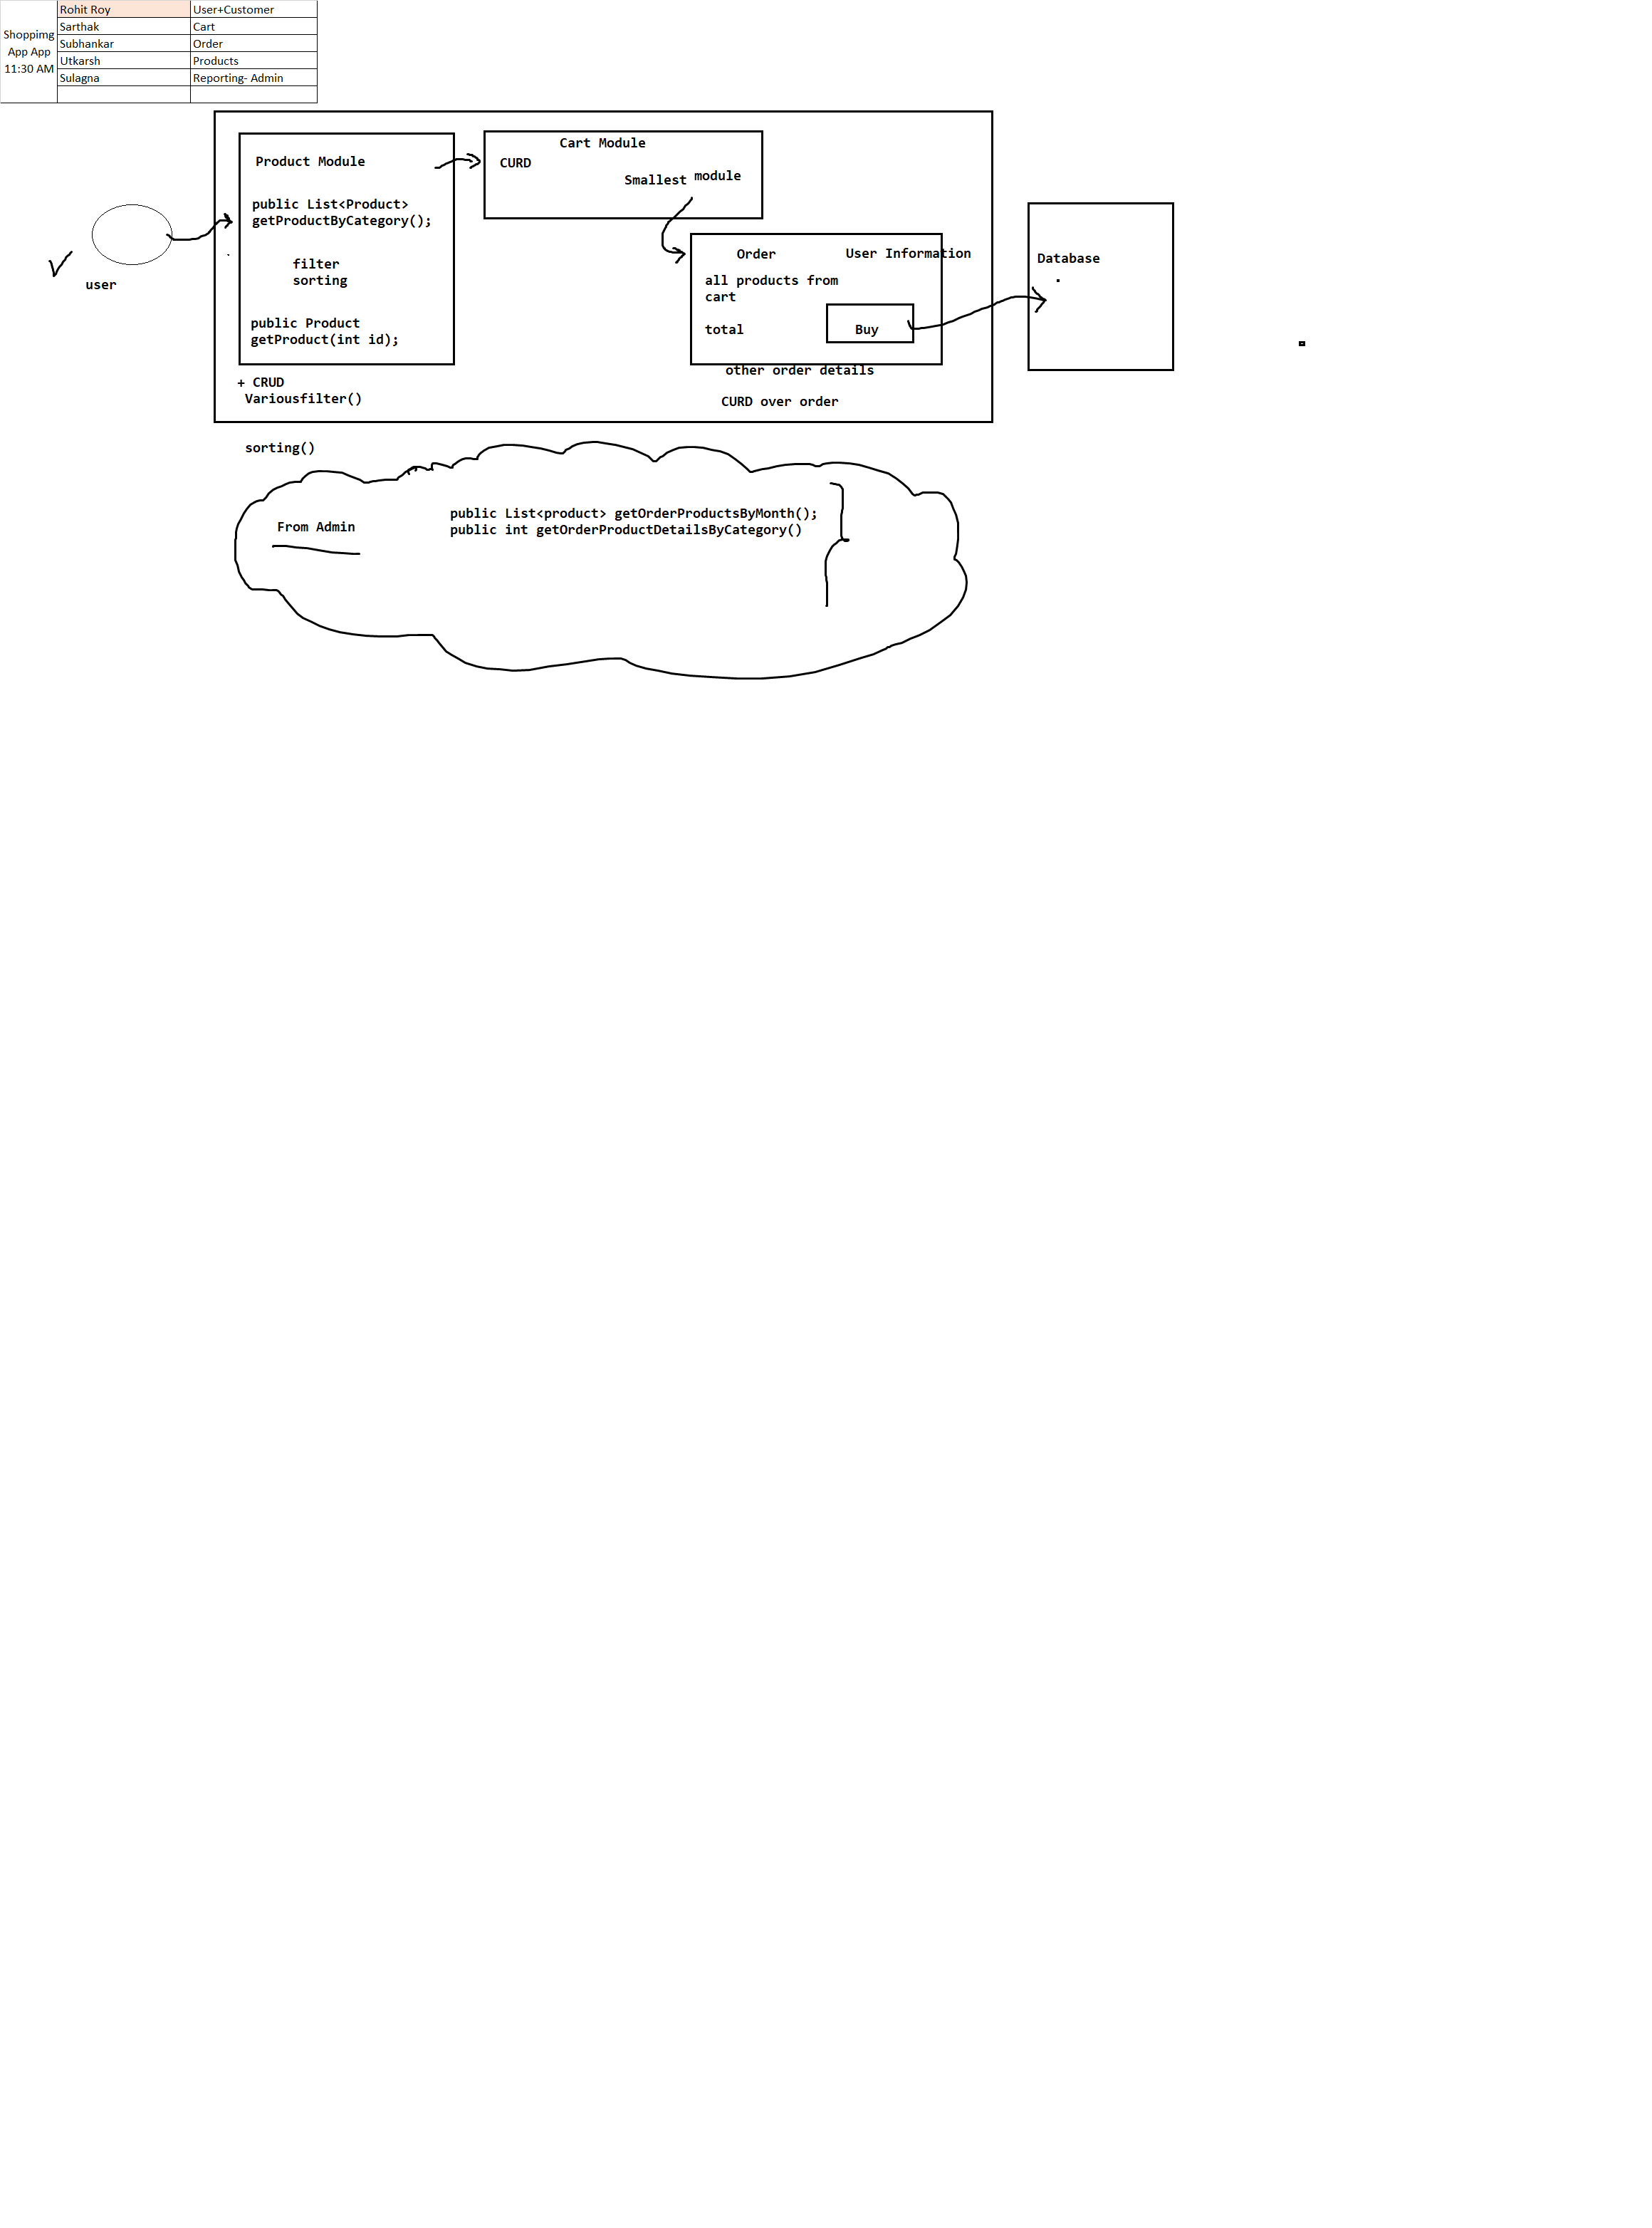 Shoppimg
App App
11:30 AM
Rohit Roy User+Customer
Sarthak Cart
Subhankar Order
Utkarsh Products
Sulagna Reporting- Admin
Product Module
public List<Product>
getProductByCategory();
filter
sorting
public Product
getProduct(int id);
+ CRUD
Variousfilter()
sorting()
Cart Module
CURD
Smallest module
Order User Information
all products from
cart
total
Buy
other order details
CURD over order
Database
user
From Admin
public List<product> getOrderProductsByMonth();
public int getOrderProductDetailsByCategory()